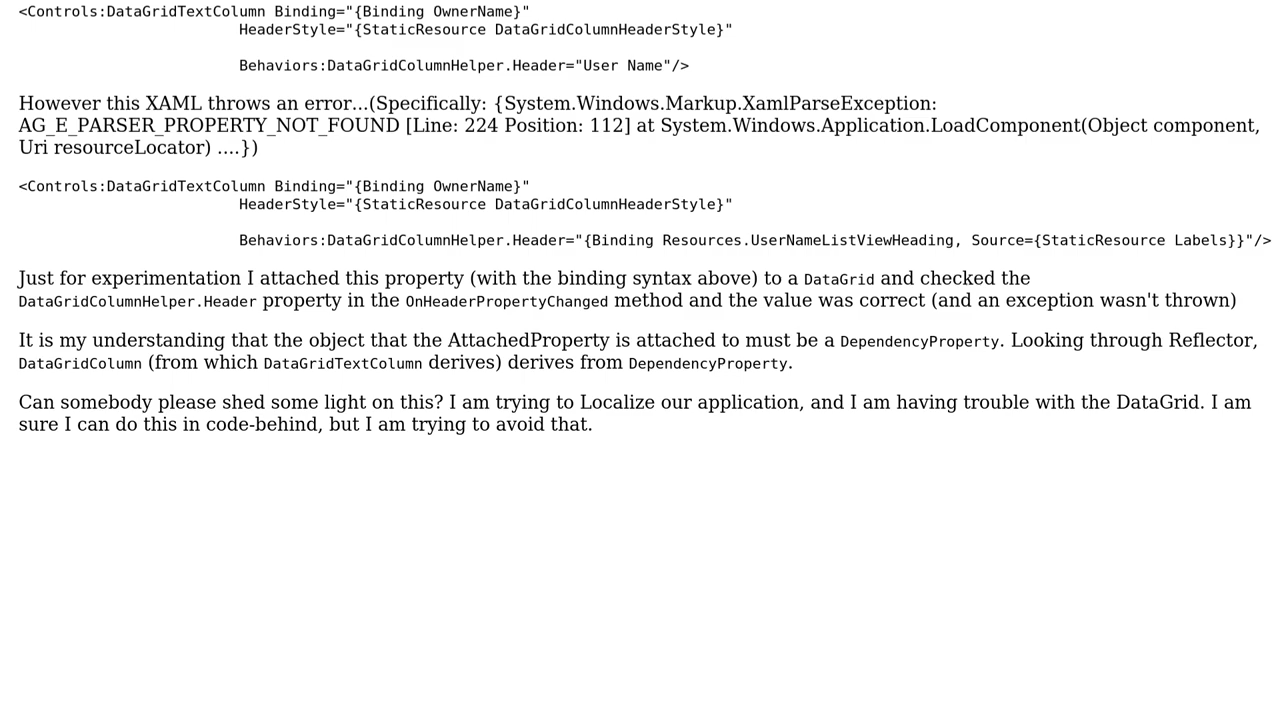 <Controls:DataGridTextColumn Binding="{Binding OwnerName}"
HeaderStyle="{StaticResource DataGridColumnHeaderStyle}"
Behaviors:DataGridColumnHelper.Header="User Name"/>
However this XAML throws an error...(Specifically: {System.Windows.Markup.XamlParseException:
AG_E_PARSER_PROPERTY_NOT_FOUND [Line: 224 Position: 112] at System.Windows.Application.LoadComponent(Object component,
Uri resourceLocator) ....})
<Controls:DataGridTextColumn Binding="{Binding OwnerName}"
HeaderStyle="{StaticResource DataGridColumnHeaderStyle}"
Behaviors:DataGridColumnHelper.Header="{Binding Resources.UserNameListViewHeading, Source={StaticResource Labels}}"/>
Just for experimentation I attached this property (with the binding syntax above) to a DataGrid and checked the
DataGridColumnHelper.Header property in the OnHeaderPropertyChanged method and the value was correct (and an exception wasn't thrown)
It is my understanding that the object that the AttachedProperty is attached to must be a DependencyProperty. Looking through Reflector,
DataGridColumn (from which DataGridTextColumn derives) derives from DependencyProperty.
Can somebody please shed some light on this? I am trying to Localize our application, and I am having trouble with the DataGrid. I am
sure I can do this in code-behind, but I am trying to avoid that.